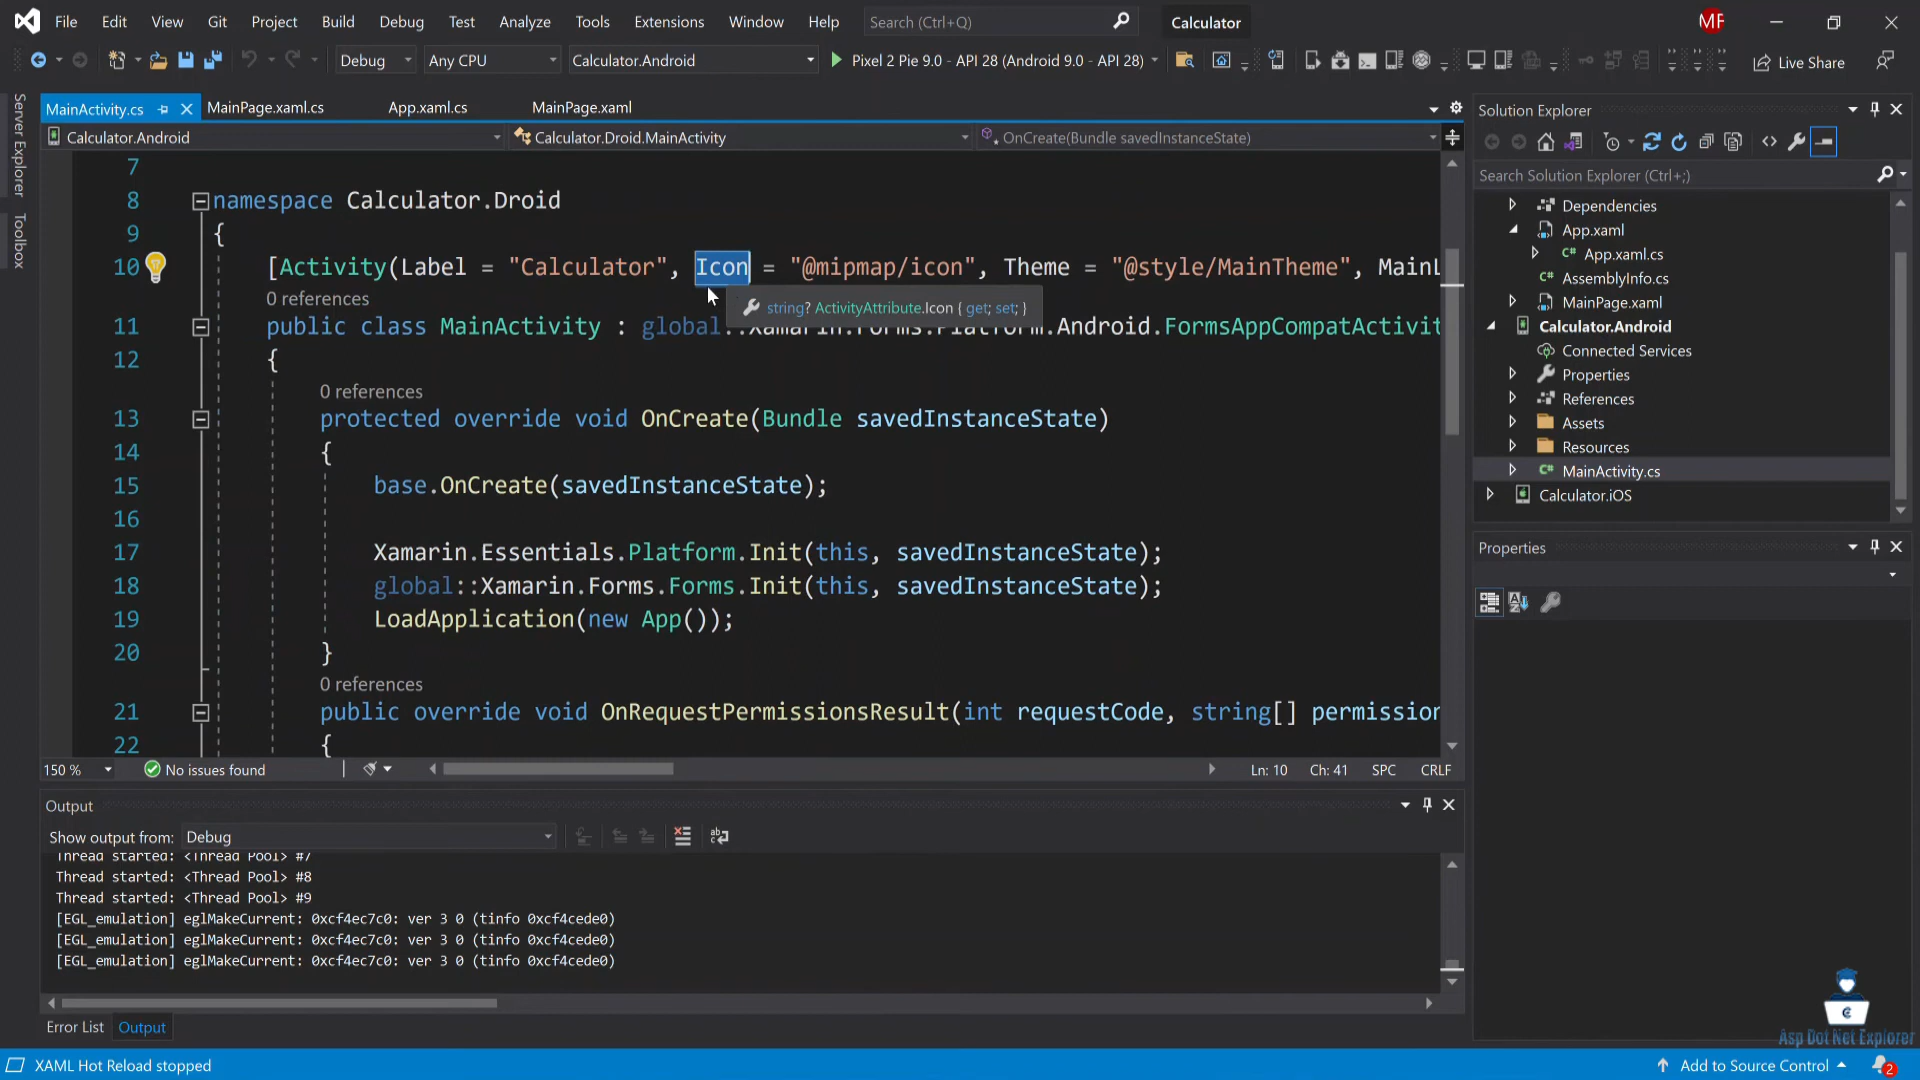 File Edit View Git Project Build Debug Test Analyze Tools Extensions Window Help Search (Ctrl+Q) Calculator MF
Debug Any CPU Calculator.Android Pixel 2 Pie 9.0 - API 28 (Android 9.0 - API 28) Live Share
Server Explorer
Toolbox
MainActivity.cs MainPage.xaml.cs App.xaml.cs MainPage.xaml
Calculator.Android Calculator.Droid.MainActivity OnCreate(Bundle savedInstanceState)
7
8 namespace Calculator.Droid
9 {
10 [Activity(Label = "Calculator", Icon = "@mipmap/icon", Theme = "@style/MainTheme", MainL
0 references
string? ActivityAttribute.Icon { get; set; }
11 public class MainActivity : global::Xamarin.Forms.Platform.Android.FormsAppCompatActivit
12 {
0 references
13 protected override void OnCreate(Bundle savedInstanceState)
14 {
15 base.OnCreate(savedInstanceState);
16
17 Xamarin.Essentials.Platform.Init(this, savedInstanceState);
18 global::Xamarin.Forms.Forms.Init(this, savedInstanceState);
19 LoadApplication(new App());
20 }
0 references
21 public override void OnRequestPermissionsResult(int requestCode, string[] permission
22 {
150 % No issues found Ln: 10 Ch: 41 SPC CRLF
Output
Show output from: Debug
Thread started: <Thread Pool> #7
Thread started: <Thread Pool> #8
Thread started: <Thread Pool> #9
[EGL_emulation] eglMakeCurrent: 0xcf4ec7c0: ver 3 0 (tinfo 0xcf4cede0)
[EGL_emulation] eglMakeCurrent: 0xcf4ec7c0: ver 3 0 (tinfo 0xcf4cede0)
[EGL_emulation] eglMakeCurrent: 0xcf4ec7c0: ver 3 0 (tinfo 0xcf4cede0)
Error List Output
Solution Explorer
Search Solution Explorer (Ctrl+;)
Dependencies
App.xaml
C# App.xaml.cs
C# AssemblyInfo.cs
MainPage.xaml
Calculator.Android
Connected Services
Properties
References
Assets
Resources
C# MainActivity.cs
Calculator.iOS
Properties
Asp Dot Net Explorer
XAML Hot Reload stopped Add to Source Control 2